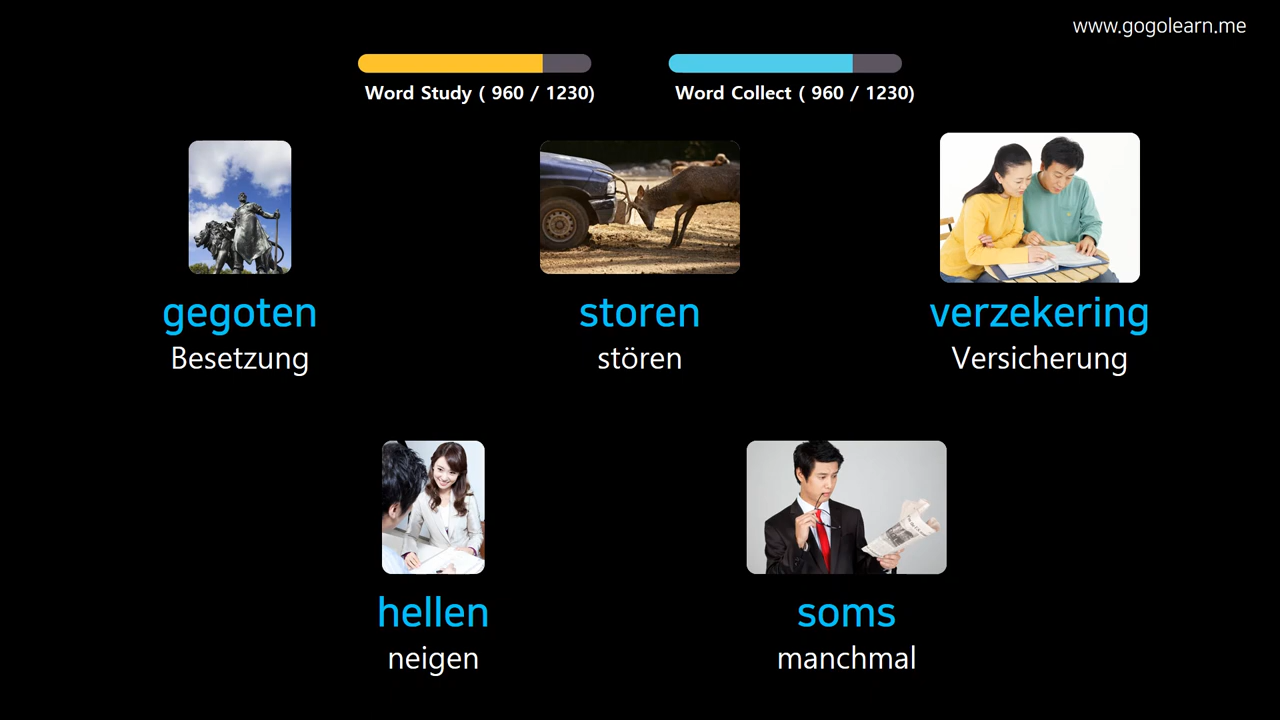 www.gogolearn.me
Word Study ( 960 / 1230)
Word Collect ( 960 / 1230)
gegoten
Besetzung
storen
stören
verzekering
Versicherung
hellen
neigen
soms
manchmal